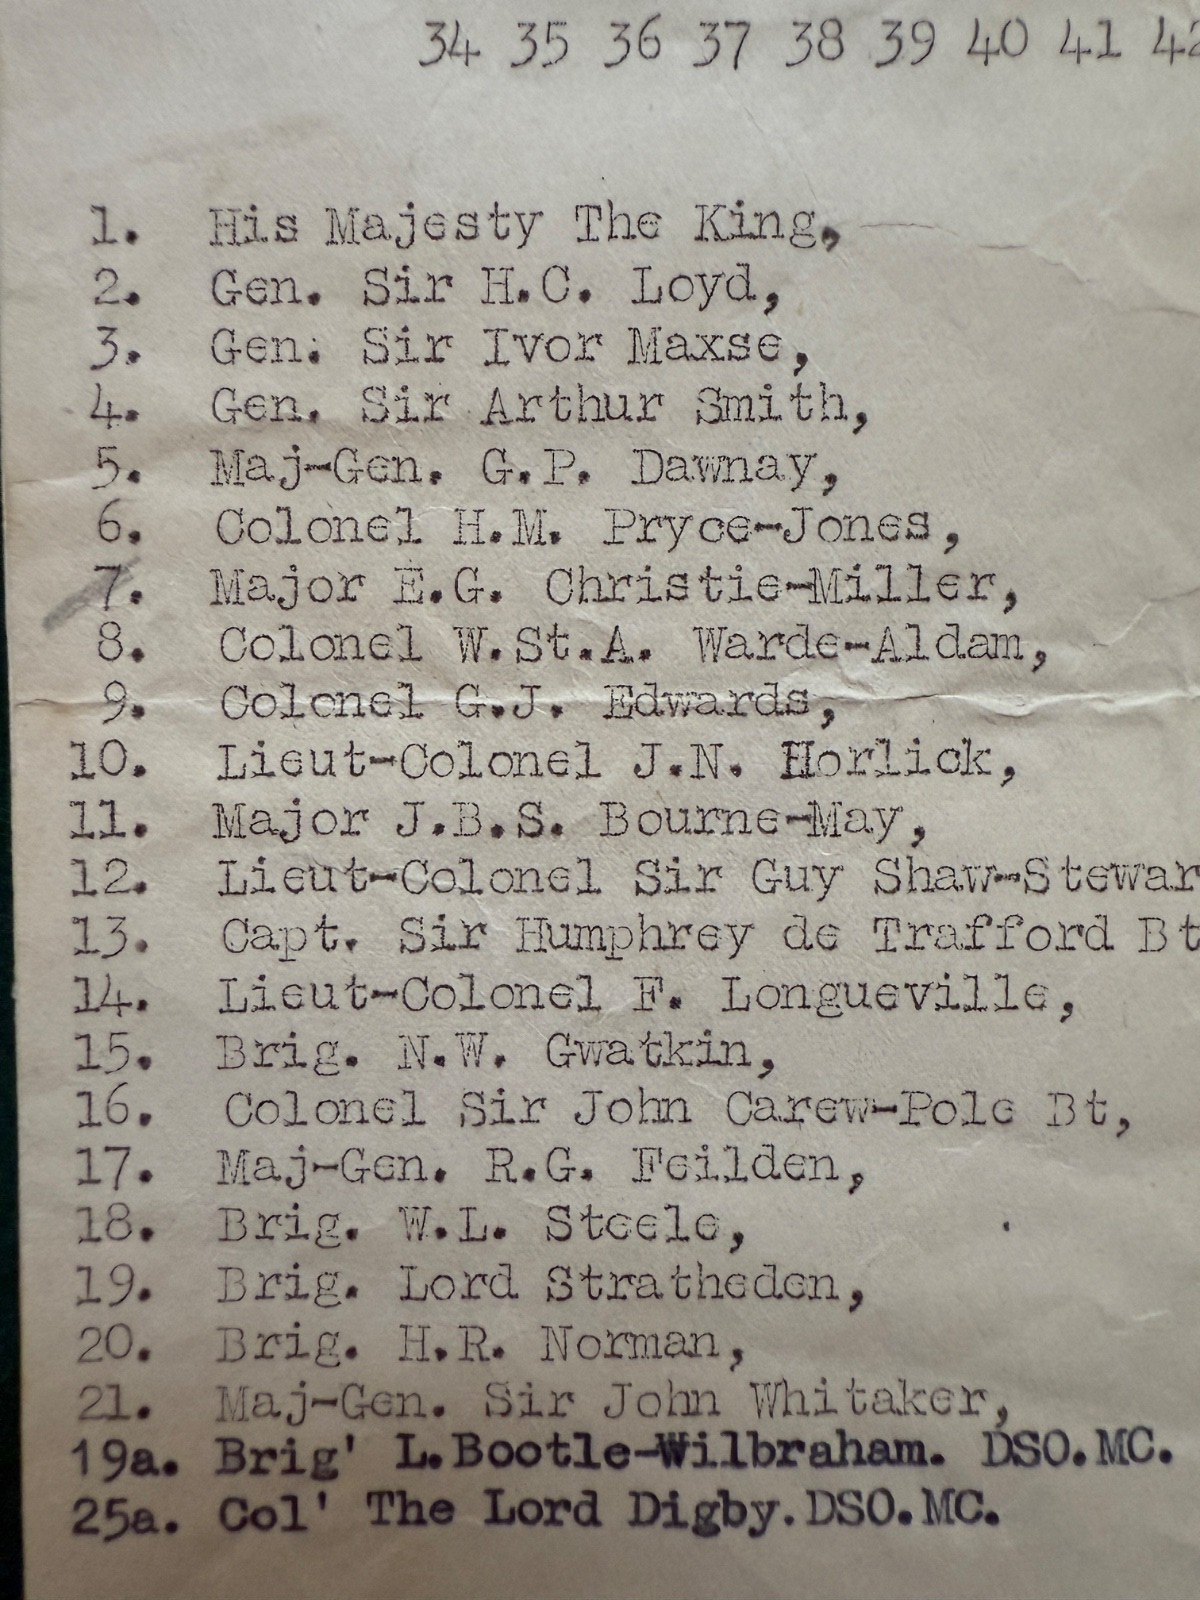 34 35 36 37 38 39 40 41 42
1. His Majesty The King,
2. Gen. Sir H.C. Loyd,
3. Gen. Sir Ivor Maxse,
4. Gen. Sir Arthur Smith,
5. Maj-Gen. G.P. Dawnay,
6. Colonel H.M. Pryce-Jones,
7. Major E.G. Christie-Miller,
8. Colonel W.St.A. Warde-Aldam,
9. Colonel G.J. Edwards,
10. Lieut-Colonel J.N. Horlick,
11. Major J.B.S. Bourne-May,
12. Lieut-Colonel Sir Guy Shaw-Stewar
13. Capt. Sir Humphrey de Trafford Bt
14. Lieut-Colonel F. Longueville,
15. Brig. N.W. Gwatkin,
16. Colonel Sir John Carew-Pole Bt,
17. Maj-Gen. R.G. Feilden,
18. Brig. W.L. Steele,
19. Brig. Lord Stratheden,
20. Brig. H.R. Norman,
21. Maj-Gen. Sir John Whitaker,
19a. Brig' L.Bootle-Wilbraham. DSO.MC.
25a. Col' The Lord Digby.DSO.MC.